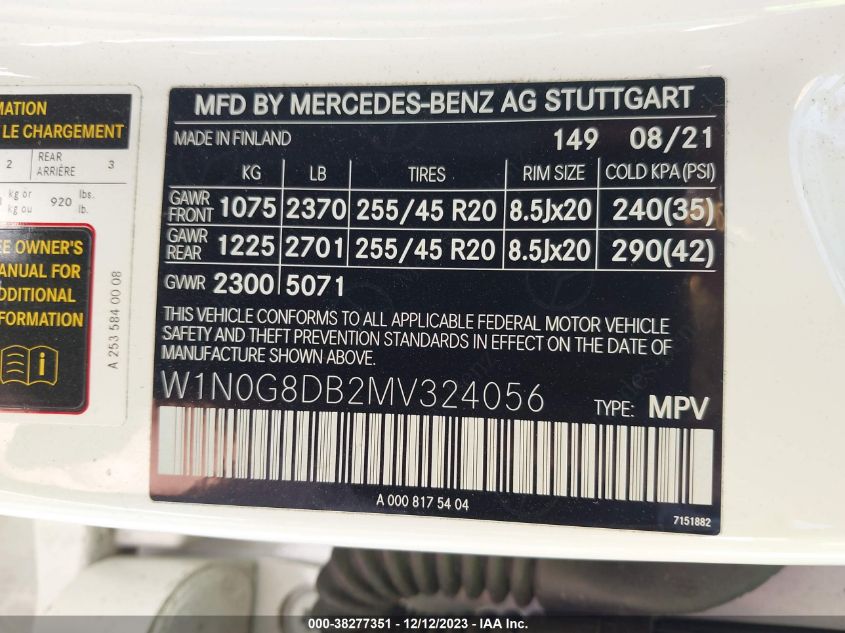 MATION
LE CHARGEMENT
2 REAR ARRIÈRE 3
kg or kg ou 920 lbs. lb.
OWNER'S
MANUAL FOR
ADDITIONAL
INFORMATION
A 253 584 00 08
MFD BY MERCEDES-BENZ AG STUTTGART
MADE IN FINLAND 149 08/21
KG LB TIRES RIM SIZE COLD KPA (PSI)
GAWR FRONT 1075 2370 255/45 R20 8.5Jx20 240(35)
GAWR REAR 1225 2701 255/45 R20 8.5Jx20 290(42)
GVWR 2300 5071
THIS VEHICLE CONFORMS TO ALL APPLICABLE FEDERAL MOTOR VEHICLE
SAFETY AND THEFT PREVENTION STANDARDS IN EFFECT ON THE DATE OF
MANUFACTURE SHOWN ABOVE.
W1N0G8DB2MV324056 TYPE: MPV
A 000 817 54 04
7151882
000-38277351 - 12/12/2023 - IAA Inc.